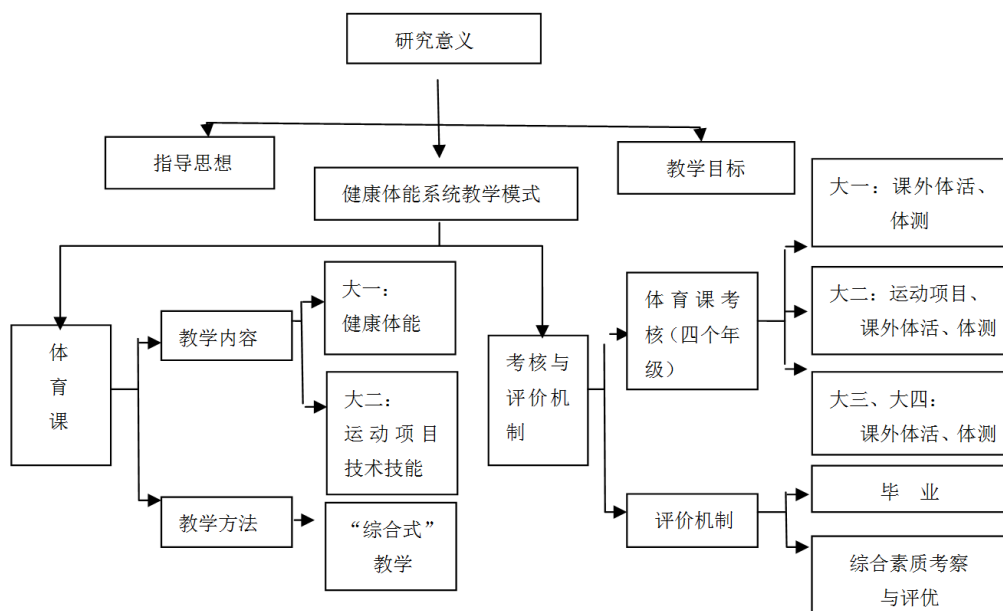 研究意义
指导思想
教学目标
健康体能系统教学模式
大一：课外体活、
体测
大一：
健康体能
体育课考
核（四个年
级）
大二：运动项目、
课外体活、体测
体
育
课
教学内容
考核与
评价机
制
大二：
运动项目
技术技能
大三、大四：
课外体活、体测
教学方法
“综合式”
教学
评价机制
毕 业
综合素质考察
与评优